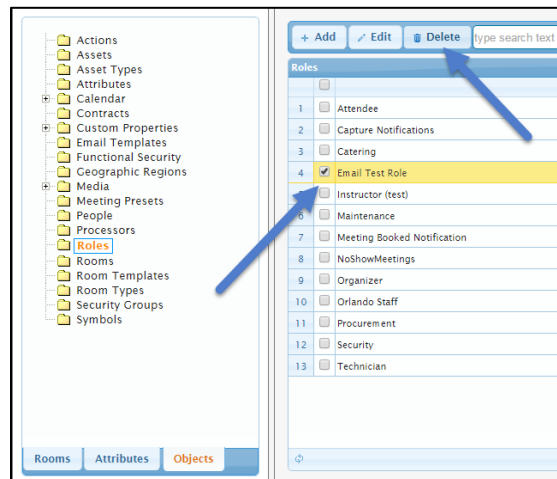 Actions
Assets
Asset Types
Attributes
Calendar
Contracts
Custom Properties
Email Templates
Functional Security
Geographic Regions
Media
Meeting Presets
People
Processors
Roles
Rooms
Room Templates
Room Types
Security Groups
Symbols
Rooms Attributes Objects
+ Add Edit Delete type search text
Roles
1 Attendee
2 Capture Notifications
3 Catering
4 Email Test Role
Instructor (test)
6 Maintenance
7 Meeting Booked Notification
8 NoShowMeetings
9 Organizer
10 Orlando Staff
11 Procurement
12 Security
13 Technician